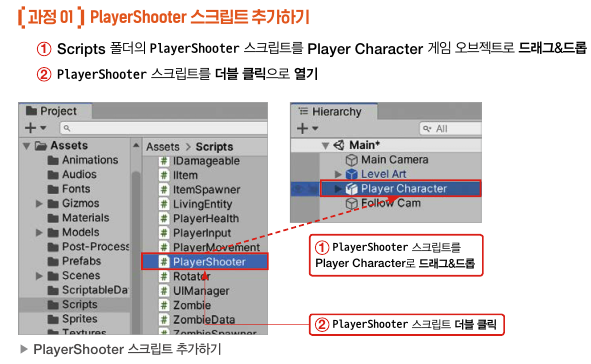 [과정 01] PlayerShooter 스크립트 추가하기
① Scripts 폴더의 PlayerShooter 스크립트를 Player Character 게임 오브젝트로 드래그&드롭
② PlayerShooter 스크립트를 더블 클릭으로 열기
Project
Assets
Animations
Audios
Fonts
Gizmos
Materials
Models
Post-Process
Prefabs
Scenes
ScriptableDa
Scripts
Sprites
Textures
Assets > Scripts
IDamageable
IItem
ItemSpawner
LivingEntity
PlayerHealth
PlayerInput
PlayerMovement
PlayerShooter
Rotator
UIManager
Zombie
ZombieData
ZombieSpawner
Hierarchy
All
Main*
Main Camera
Level Art
Player Character
Follow Cam
① PlayerShooter 스크립트를
Player Character로 드래그&드롭
② PlayerShooter 스크립트 더블 클릭
▶ PlayerShooter 스크립트 추가하기